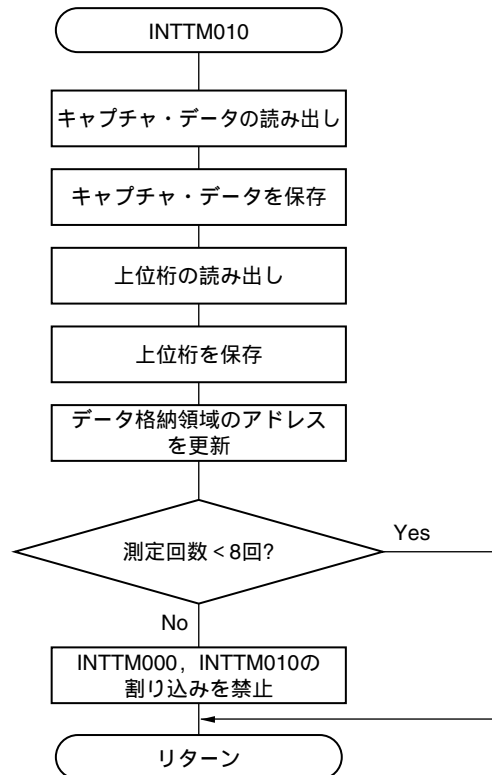 INTTM010
キャプチャ・データの読み出し
キャプチャ・データを保存
上位桁の読み出し
上位桁を保存
データ格納領域のアドレス
を更新
測定回数＜8回?
Yes
No
INTTM000，INTTM010の
割り込みを禁止
リターン